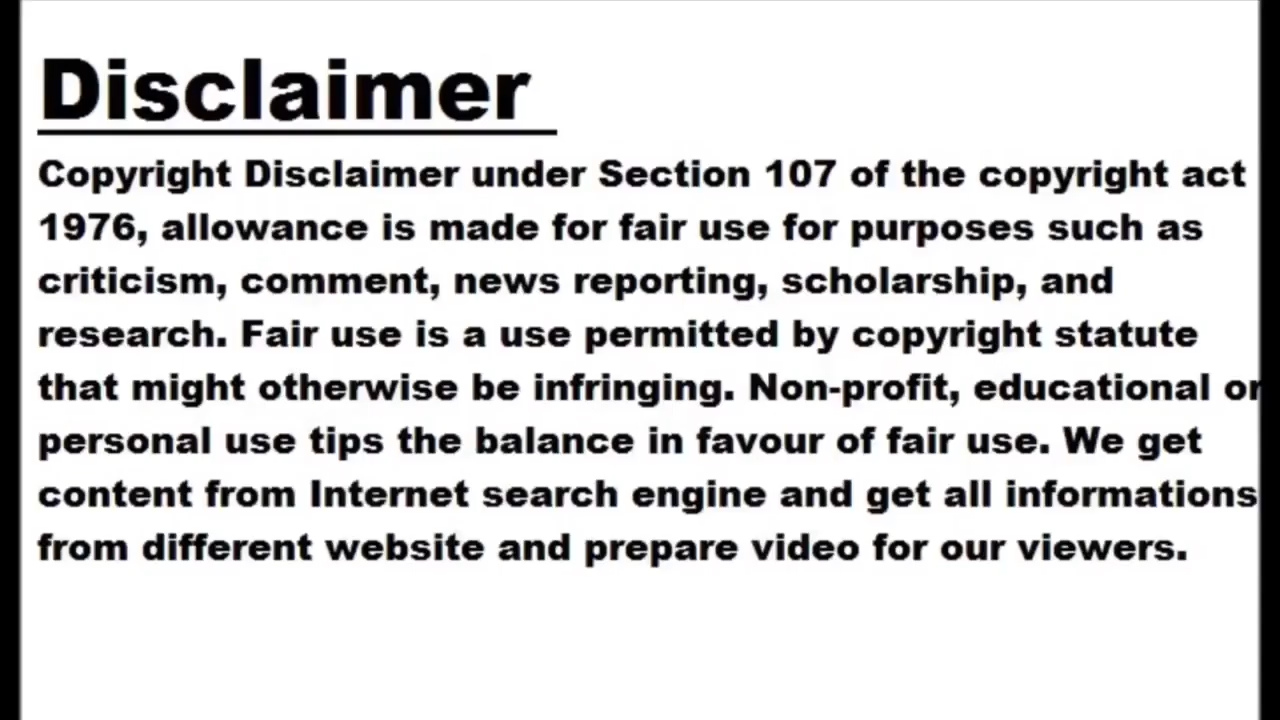 Disclaimer
Copyright Disclaimer under Section 107 of the copyright act
1976, allowance is made for fair use for purposes such as
criticism, comment, news reporting, scholarship, and
research. Fair use is a use permitted by copyright statute
that might otherwise be infringing. Non-profit, educational or
personal use tips the balance in favour of fair use. We get
content from Internet search engine and get all informations
from different website and prepare video for our viewers.